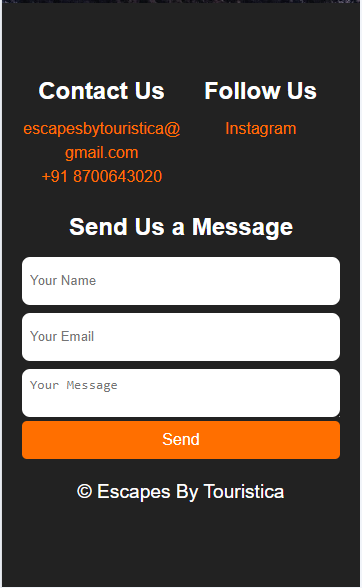 Contact Us
escapesbytouristica@
gmail.com
+91 8700643020
Follow Us
Instagram
Send Us a Message
Your Name
Your Email
Your Message
Send
© Escapes By Touristica